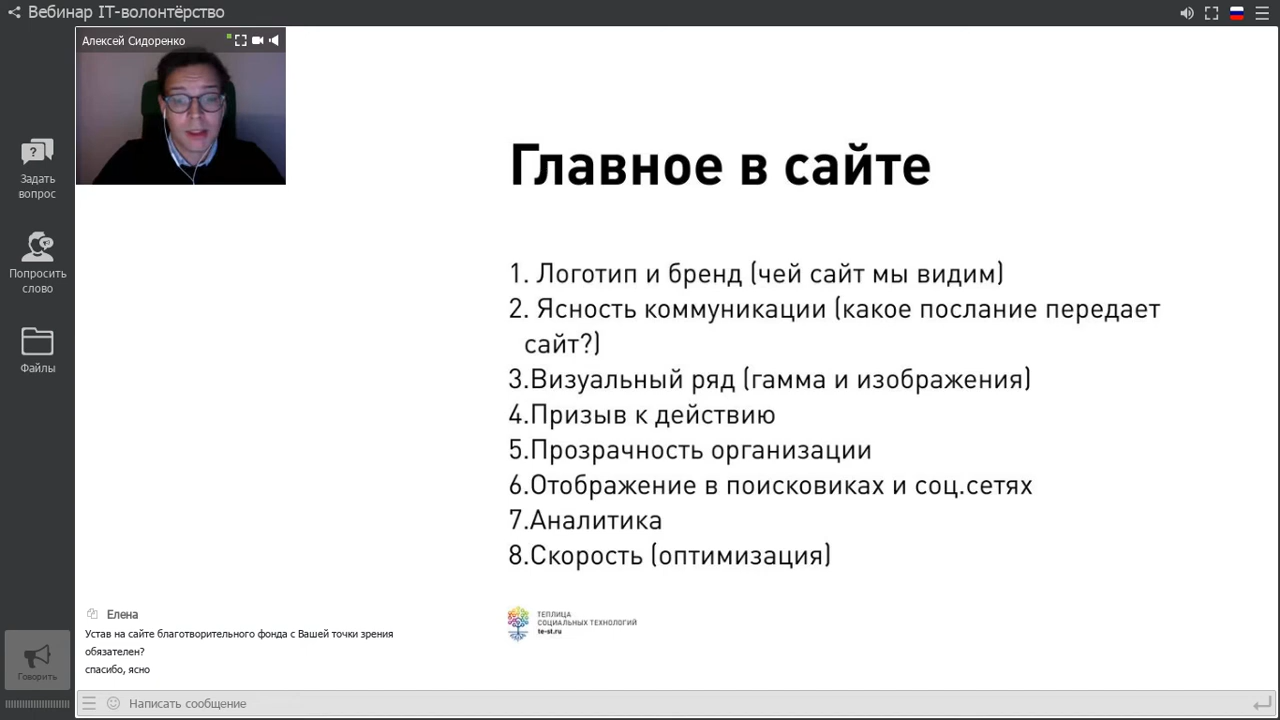 Вебинар IT-волонтёрство
Алексей Сидоренко
Задать
вопрос
Попросить
слово
Файлы
Говорить
Главное в сайте
1. Логотип и бренд (чей сайт мы видим)
2. Ясность коммуникации (какое послание передает
сайт?)
3.Визуальный ряд (гамма и изображения)
4.Призыв к действию
5.Прозрачность организации
6.Отображение в поисковиках и соц.сетях
7.Аналитика
8.Скорость (оптимизация)
ТЕПЛИЦА
СОЦИАЛЬНЫХ ТЕХНОЛОГИЙ
te-st.ru
Елена
Устав на сайте благотворительного фонда с Вашей точки зрения
обязателен?
спасибо, ясно
Написать сообщение